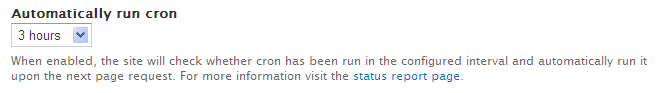 Automatically run cron
3 hours
When enabled, the site will check whether cron has been run in the configured interval and automatically run it
upon the next page request. For more information visit the status report page.